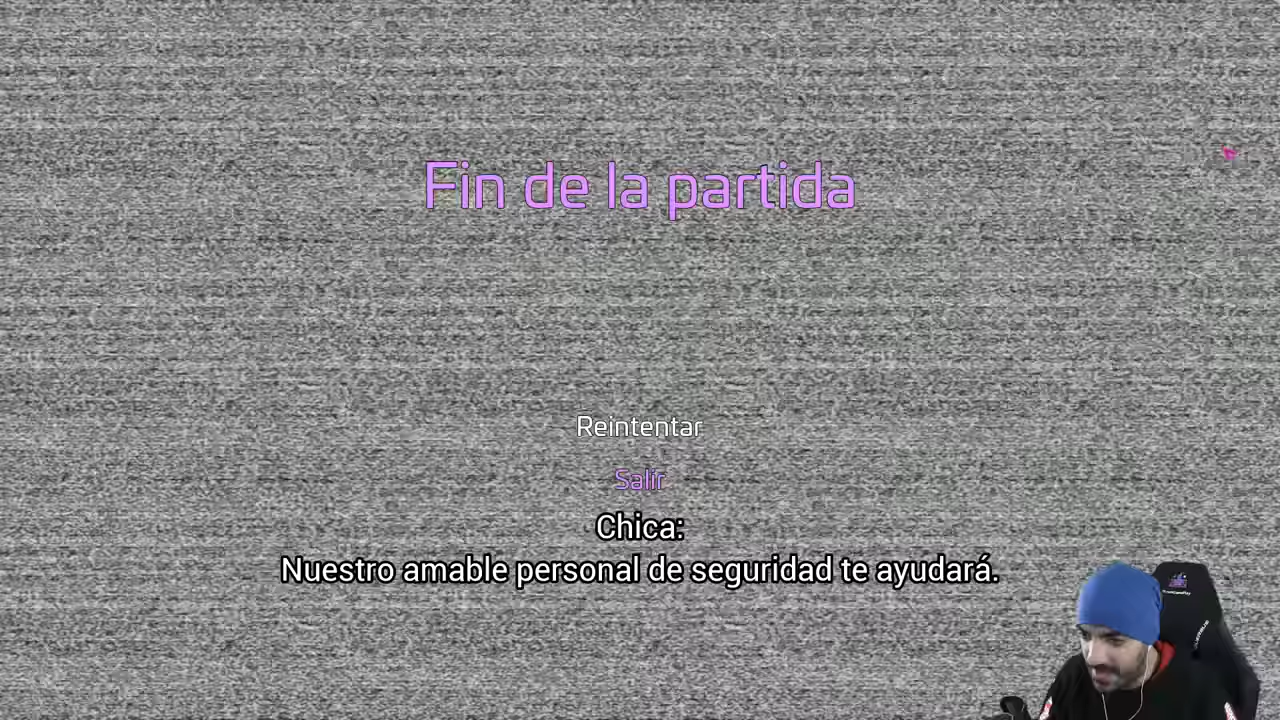 Fin de la partida
Reintentar
Salir
Chica:
Nuestro amable personal de seguridad te ayudará.